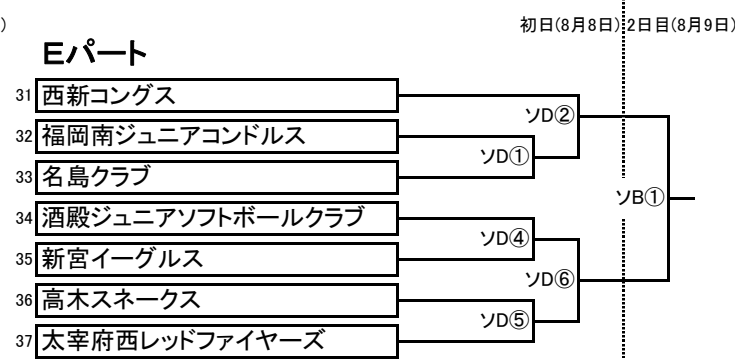 )
初日(8月8日) 2日目(8月9日)
Eパート
31 西新コングス
32 福岡南ジュニアコンドルス
33 名島クラブ
34 酒殿ジュニアソフトボールクラブ
35 新宮イーグルス
36 高木スネークス
37 太宰府西レッドファイヤーズ
ソD②
ソD①
ソB①
ソD④
ソD⑥
ソD⑤